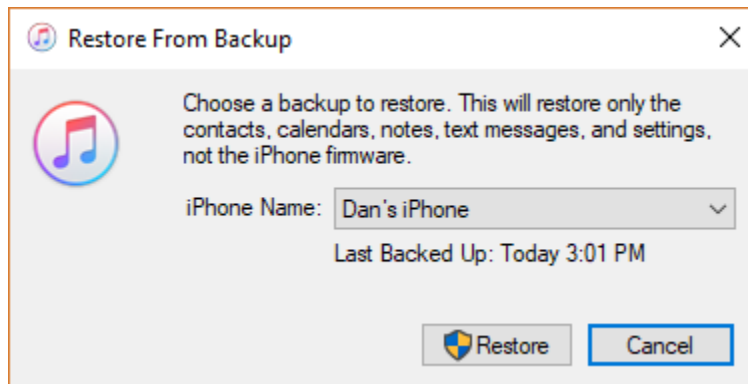 Restore From Backup
Choose a backup to restore. This will restore only the
contacts, calendars, notes, text messages, and settings,
not the iPhone firmware.
iPhone Name: Dan's iPhone
Last Backed Up: Today 3:01 PM
Restore Cancel